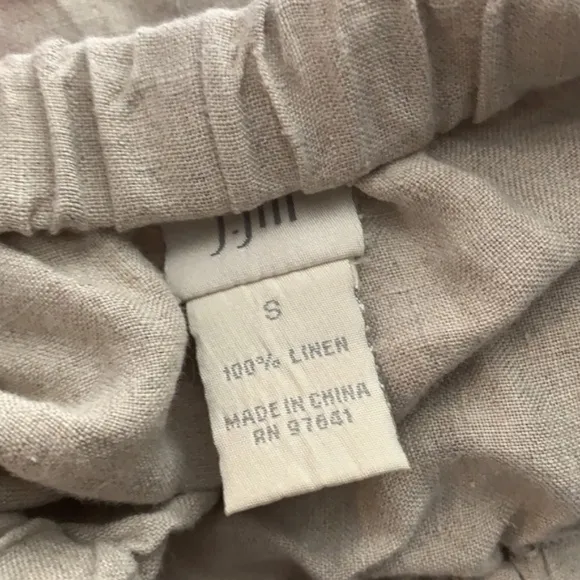 J.Jill
S
100% LINEN
MADE IN CHINA
RN 97641